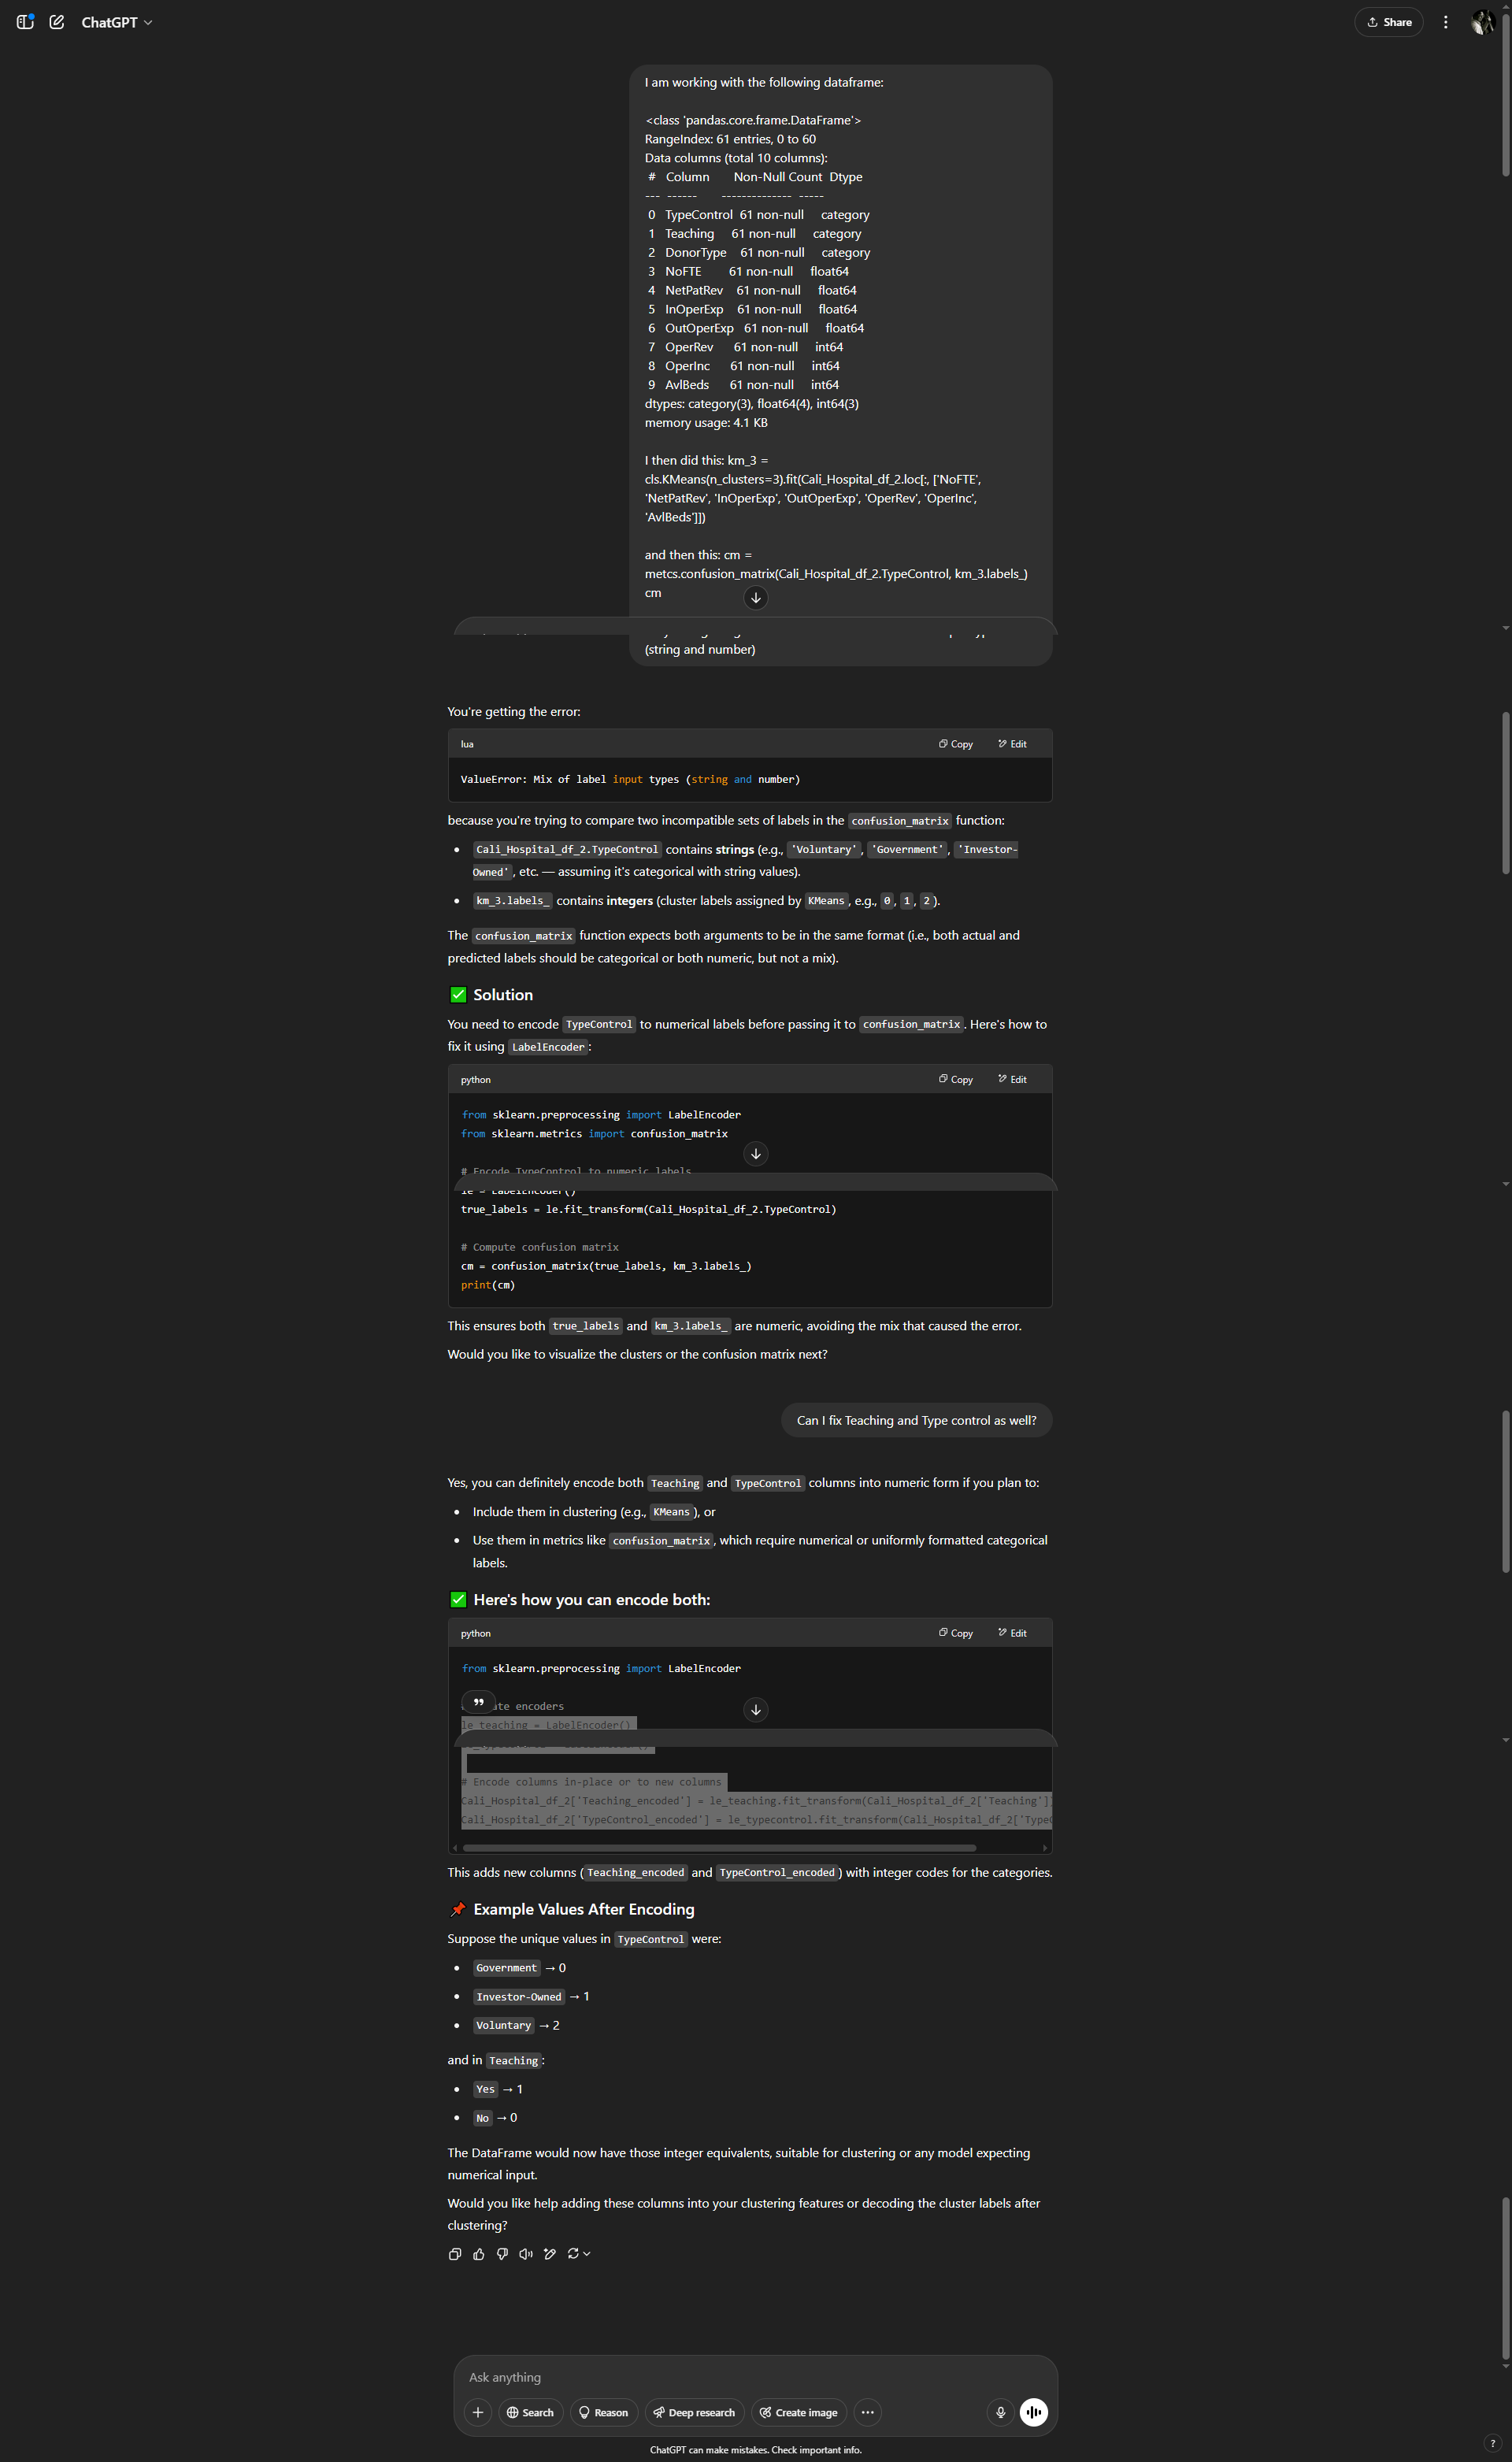 ChatGPT
Share
I am working with the following dataframe:
<class 'pandas.core.frame.DataFrame'>
RangeIndex: 61 entries, 0 to 60
Data columns (total 10 columns):
# Column Non-Null Count Dtype
--- ------ -------------- -----
0 TypeControl 61 non-null category
1 Teaching 61 non-null category
2 DonorType 61 non-null category
3 NoFTE 61 non-null float64
4 NetPatRev 61 non-null float64
5 InOperExp 61 non-null float64
6 OutOperExp 61 non-null float64
7 OperRev 61 non-null int64
8 OperInc 61 non-null int64
9 AvlBeds 61 non-null int64
dtypes: category(3), float64(4), int64(3)
memory usage: 4.1 KB
I then did this: km_3 =
cls.KMeans(n_clusters=3).fit(Cali_Hospital_df_2.loc[:, ['NoFTE',
'NetPatRev', 'InOperExp', 'OutOperExp', 'OperRev', 'OperInc',
'AvlBeds']])
and then this: cm =
metcs.confusion_matrix(Cali_Hospital_df_2.TypeControl, km_3.labels_)
cm
(string and number)
You're getting the error:
lua Copy Edit
ValueError: Mix of label input types (string and number)
because you're trying to compare two incompatible sets of labels in the confusion_matrix function:
• Cali_Hospital_df_2.TypeControl contains strings (e.g., 'Voluntary', 'Government', 'Investor-
Owned', etc. — assuming it's categorical with string values).
• km_3.labels_ contains integers (cluster labels assigned by KMeans, e.g., 0, 1, 2).
The confusion_matrix function expects both arguments to be in the same format (i.e., both actual and
predicted labels should be categorical or both numeric, but not a mix).
✅ Solution
You need to encode TypeControl to numerical labels before passing it to confusion_matrix. Here's how to
fix it using LabelEncoder:
python Copy Edit
from sklearn.preprocessing import LabelEncoder
from sklearn.metrics import confusion_matrix
# Encode TypeControl to numeric labels
le = LabelEncoder()
true_labels = le.fit_transform(Cali_Hospital_df_2.TypeControl)
# Compute confusion matrix
cm = confusion_matrix(true_labels, km_3.labels_)
print(cm)
This ensures both true_labels and km_3.labels_ are numeric, avoiding the mix that caused the error.
Would you like to visualize the clusters or the confusion matrix next?
Can I fix Teaching and Type control as well?
Yes, you can definitely encode both Teaching and TypeControl columns into numeric form if you plan to:
• Include them in clustering (e.g., KMeans), or
• Use them in metrics like confusion_matrix, which require numerical or uniformly formatted categorical
labels.
✅ Here's how you can encode both:
python Copy Edit
from sklearn.preprocessing import LabelEncoder
encoders
le_teaching = LabelEncoder()
# Encode columns in-place or to new columns
Cali_Hospital_df_2['Teaching_encoded'] = le_teaching.fit_transform(Cali_Hospital_df_2['Teaching']
Cali_Hospital_df_2['TypeControl_encoded'] = le_typecontrol.fit_transform(Cali_Hospital_df_2['Type
This adds new columns (Teaching_encoded and TypeControl_encoded) with integer codes for the categories.
📌 Example Values After Encoding
Suppose the unique values in TypeControl were:
• Government → 0
• Investor-Owned → 1
• Voluntary → 2
and in Teaching:
• Yes → 1
• No → 0
The DataFrame would now have those integer equivalents, suitable for clustering or any model expecting
numerical input.
Would you like help adding these columns into your clustering features or decoding the cluster labels after
clustering?
Ask anything
Search Reason Deep research Create image
ChatGPT can make mistakes. Check important info.
?